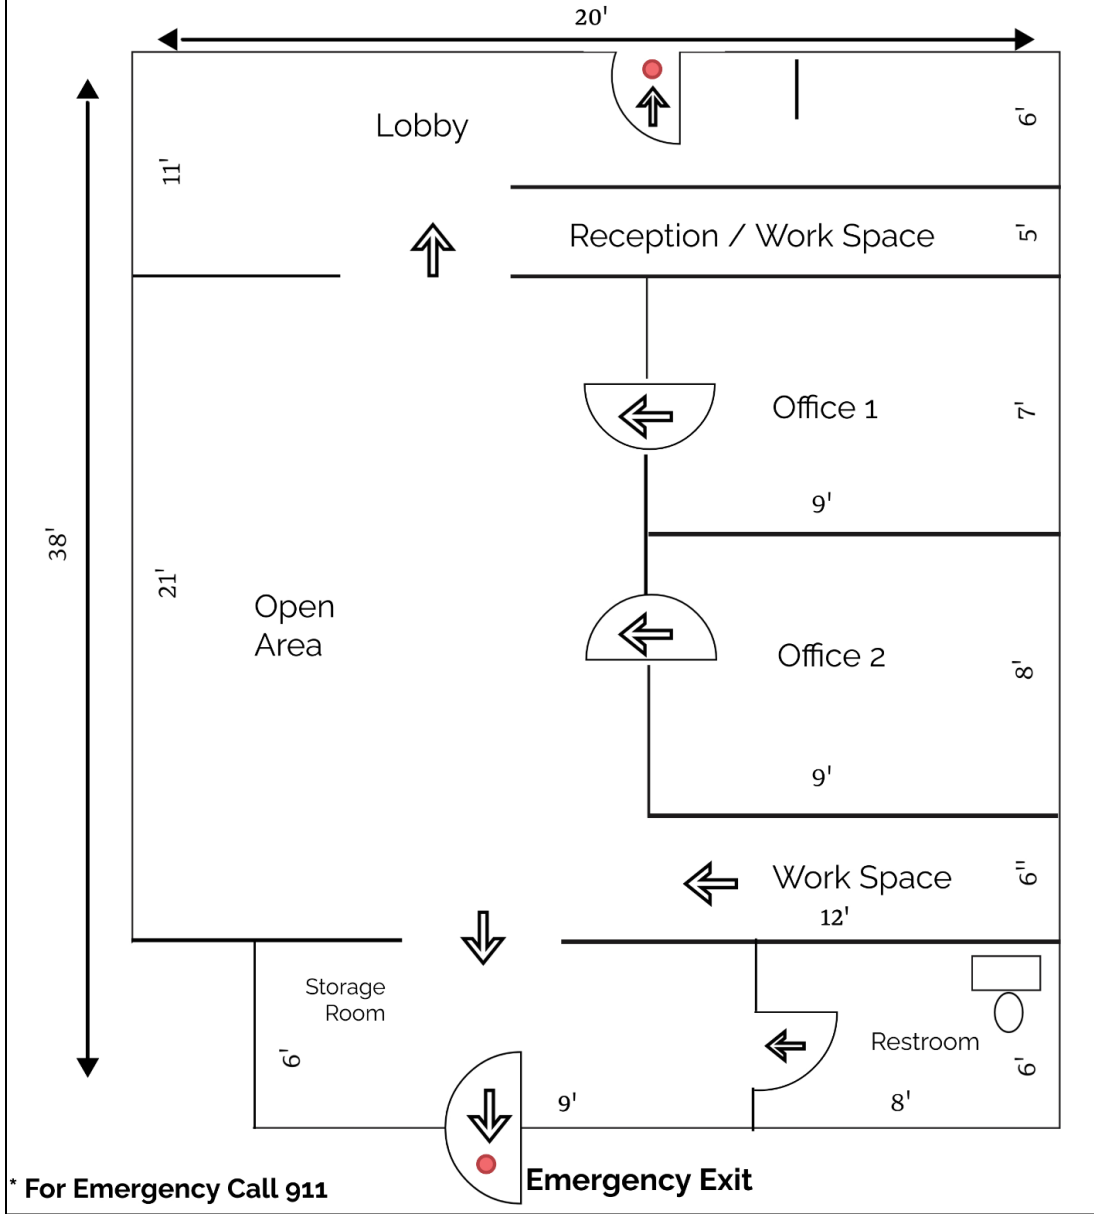 20'
Lobby
6'
11'
Reception / Work Space
5'
Office 1
7'
9'
38'
21'
Open
Area
Office 2
8'
9'
Work Space
6"
12'
Storage
Room
Restroom
6'
6'
9'
8'
Emergency Exit
* For Emergency Call 911